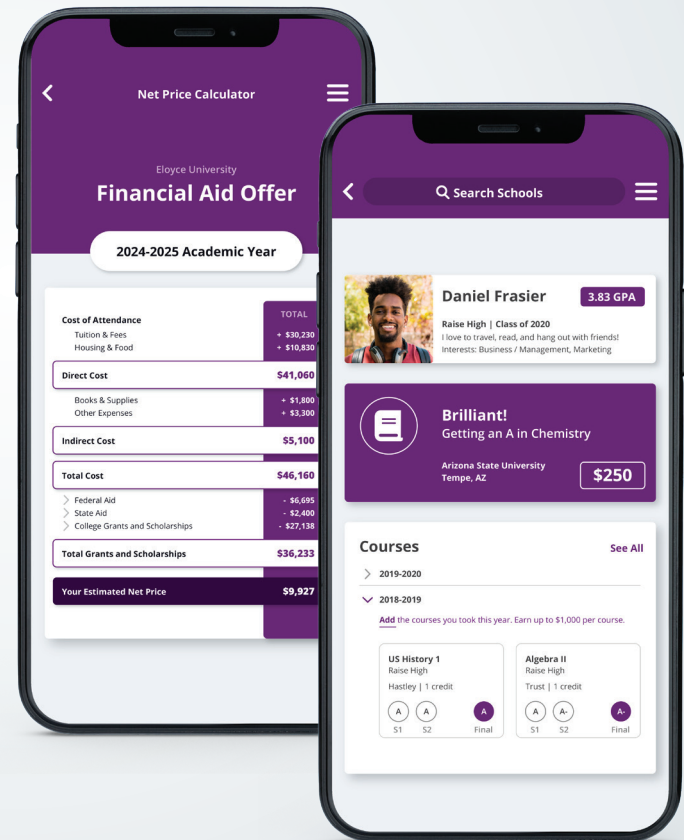 Net Price Calculator
Eloyce University
Financial Aid Offer
2024-2025 Academic Year
Cost of Attendance TOTAL
Tuition & Fees + $30,230
Housing & Food + $10,830
Direct Cost $41,060
Books & Supplies + $1,800
Other Expenses + $3,300
Indirect Cost $5,100
Total Cost $46,160
Federal Aid - $6,695
State Aid - $2,400
College Grants and Scholarships - $27,138
Total Grants and Scholarships $36,233
Your Estimated Net Price $9,927
Search Schools
Daniel Frasier 3.83 GPA
Raise High | Class of 2020
I love to travel, read, and hang out with friends!
Interests: Business / Management, Marketing
Brilliant!
Getting an A in Chemistry
Arizona State University
Tempe, AZ
$250
Courses See All
2019-2020
2018-2019
Add the courses you took this year. Earn up to $1,000 per course.
US History 1
Raise High
Hastley | 1 credit
A A A
S1 S2 Final
Algebra II
Raise High
Trust | 1 credit
A A- A-
S1 S2 Final